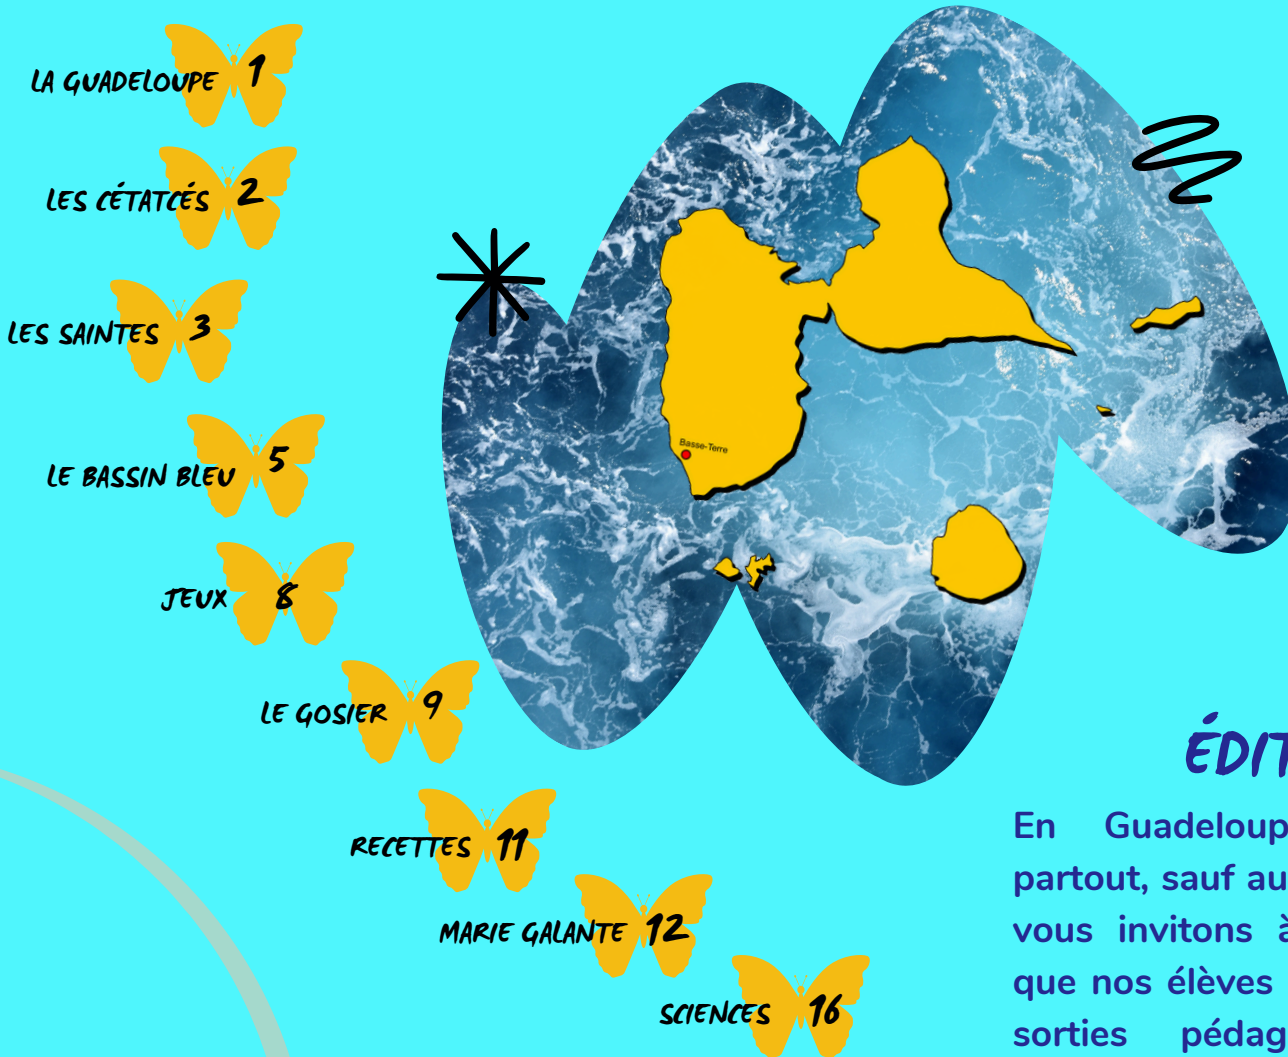 LA GUADELOUPE 1
LES CÉTATCÉS 2
LES SAINTES 3
LE BASSIN BLEU 5
JEUX 8
LE GOSIER 9
RECETTES 11
MARIE GALANTE 12
SCIENCES 16
Basse-Terre
ÉDIT
En Guadeloup
partout, sauf au
vous invitons à
que nos élèves
sorties pédag